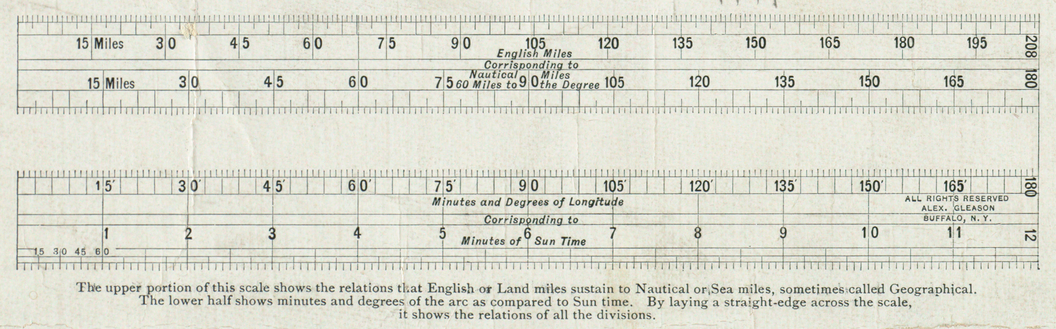 15 Miles 30 45 60 75 90 105 120 135 150 165 180 195 208
English Miles
Corrisponding to
Nautical Miles
15 Miles 30 45 60 75 90 105 120 135 150 165 180
60 Miles to the Degree
15′ 30′ 45′ 60′ 75′ 90 105′ 120′ 135′ 150′ 165′ 180
Minutes and Degrees of Longitude
ALL RIGHTS RESERVED
ALEX. GLEASON
Corrisponding to
BUFFALO, N. Y.
1 2 3 4 5 6 7 8 9 10 11 12
Minutes of Sun Time
15 30 45 60
The upper portion of this scale shows the relations that English or Land miles sustain to Nautical or Sea miles, sometimes called Geographical.
The lower half shows minutes and degrees of the arc as compared to Sun time. By laying a straight-edge across the scale,
it shows the relations of all the divisions.